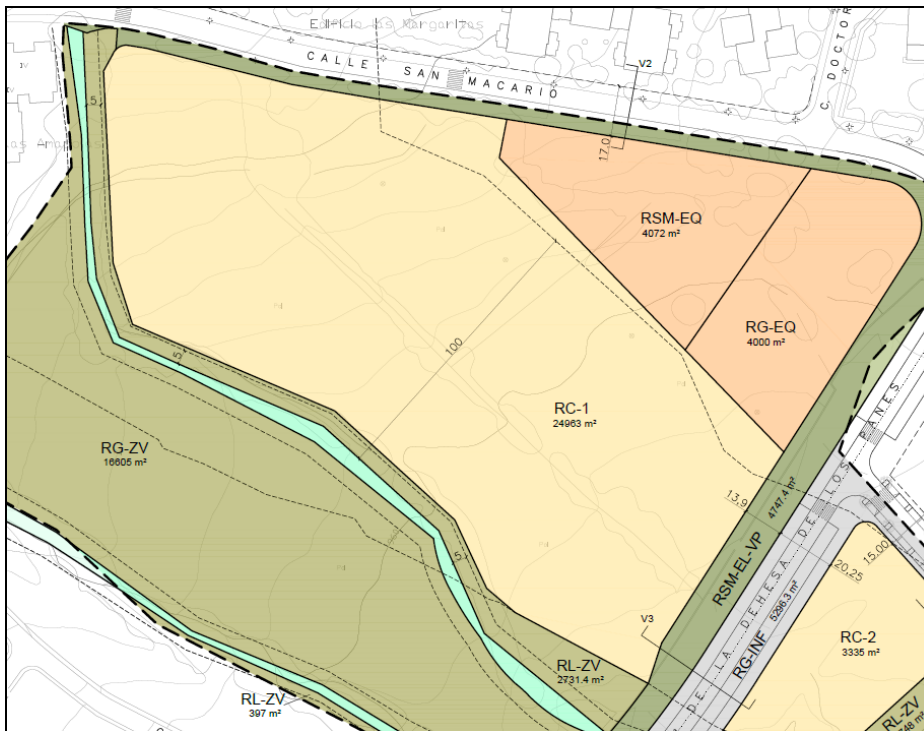 Edificio las Margaritas
CALLE SAN MACARIO
V2
C. DOCTOR
17.0
5
RSM-EQ
4072 m²
RG-EQ
4000 m²
100
5
RC-1
24963 m²
RG-ZV
16605 m²
DE LA DEHESA DE LOS PANES
13.9
4747.4 m²
RSM-EL-VP
15.00
20.25
5
5296.3 m²
RG-INF
V3
RC-2
3335 m²
RL-ZV
2731.4 m²
RL-ZV
397 m²
RL-ZV